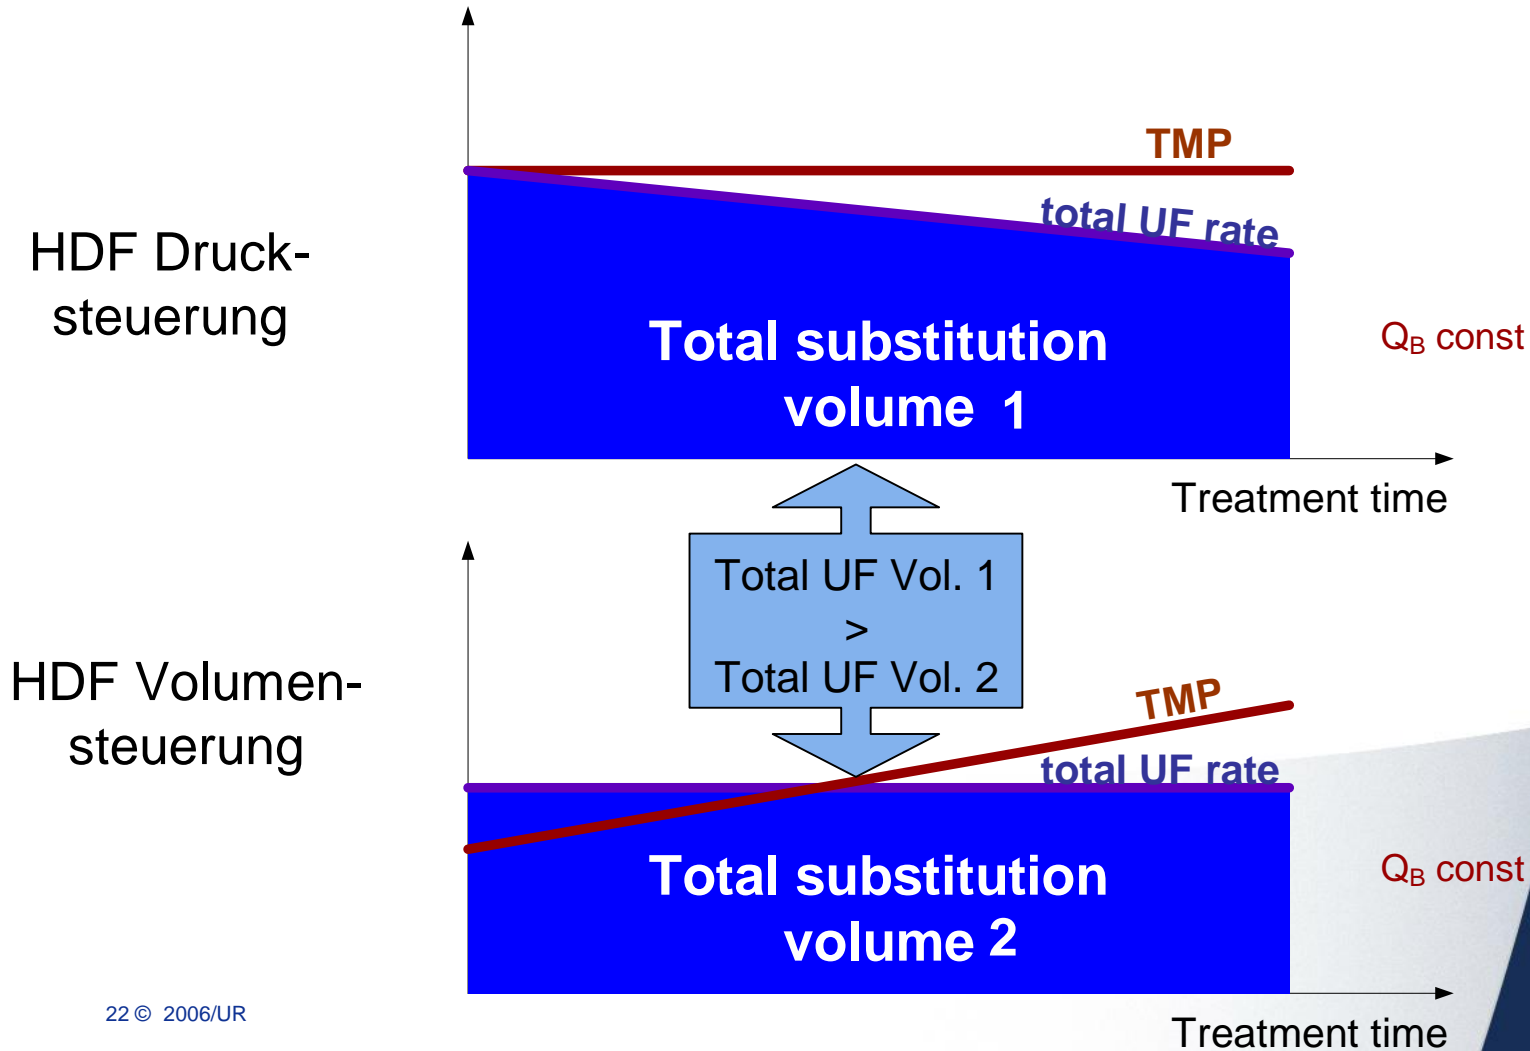 TMP
total UF rate
HDF Druck-
steuerung
Total substitution
volume 1
Q_B const
Treatment time
Total UF Vol. 1
>
Total UF Vol. 2
HDF Volumen-
steuerung
TMP
total UF rate
Total substitution
volume 2
Q_B const
22 © 2006/UR
Treatment time